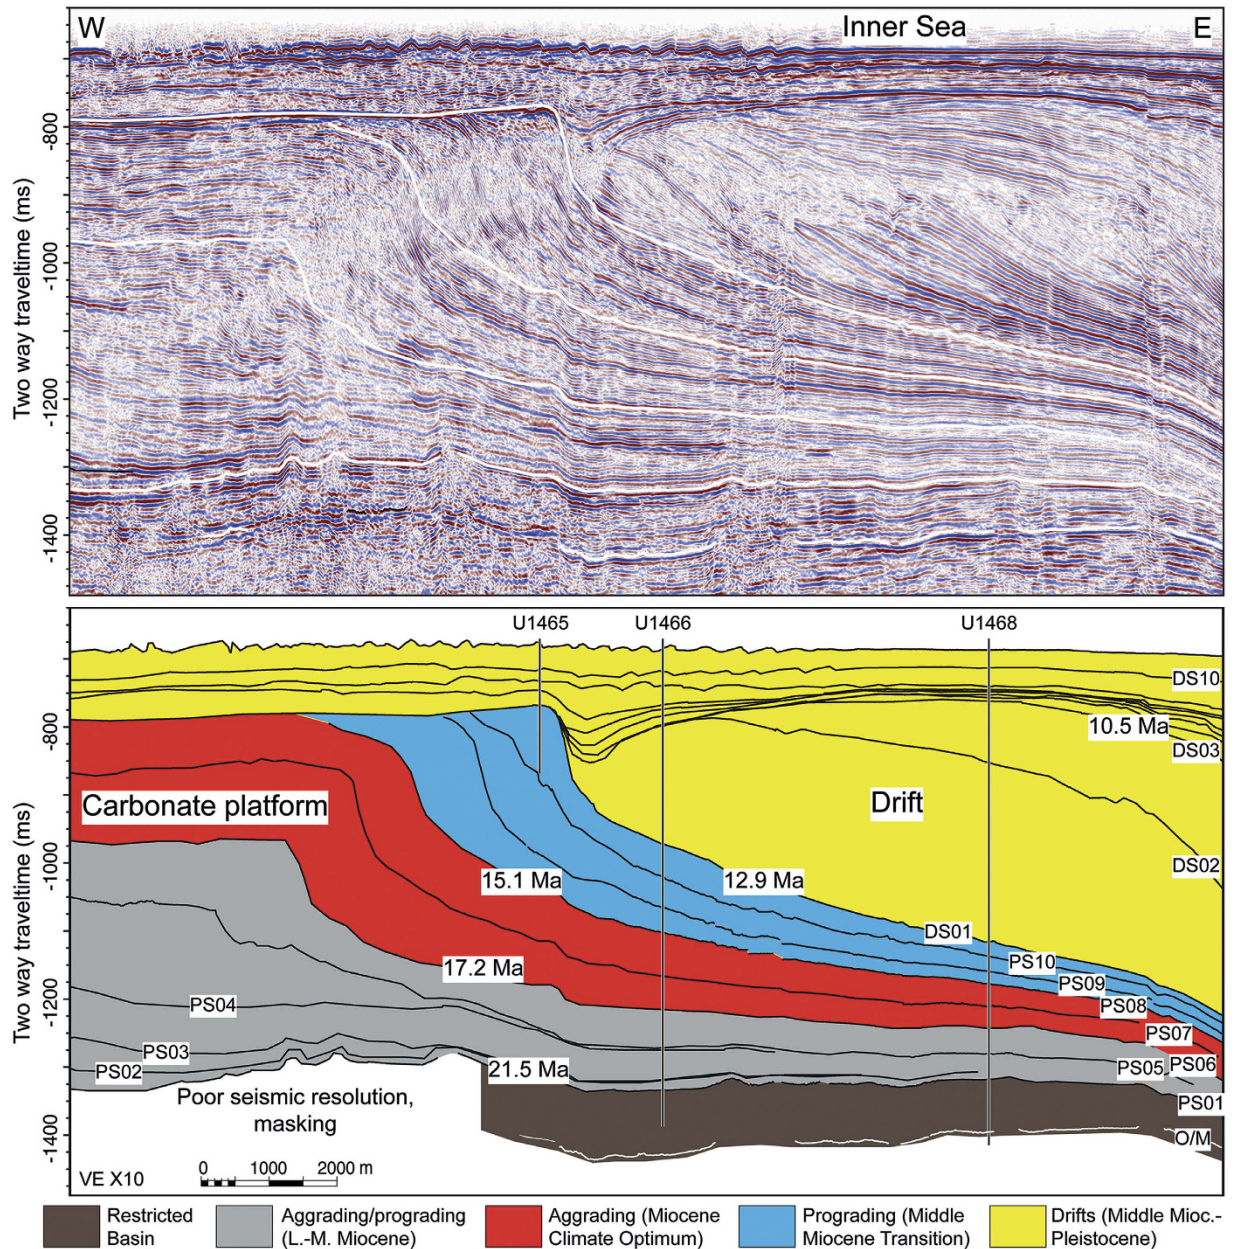 W
Inner Sea
E
Two way traveltime (ms)
-800
-1000
-1200
-1400
U1465
U1466
U1468
Two way traveltime (ms)
-800
-1000
-1200
-1400
DS10
10.5 Ma
DS03
Carbonate platform
Drift
DS02
15.1 Ma
12.9 Ma
DS01
PS10
17.2 Ma
PS09
PS04
PS08
PS07
PS03
21.5 Ma
PS05
PS06
PS02
PS01
Poor seismic resolution,
masking
O/M
VE X10
0 1000 2000 m
Restricted
Basin
Aggrading/prograding
(L.-M. Miocene)
Aggrading (Miocene
Climate Optimum)
Prograding (Middle
Miocene Transition)
Drifts (Middle Mioc.-
Pleistocene)